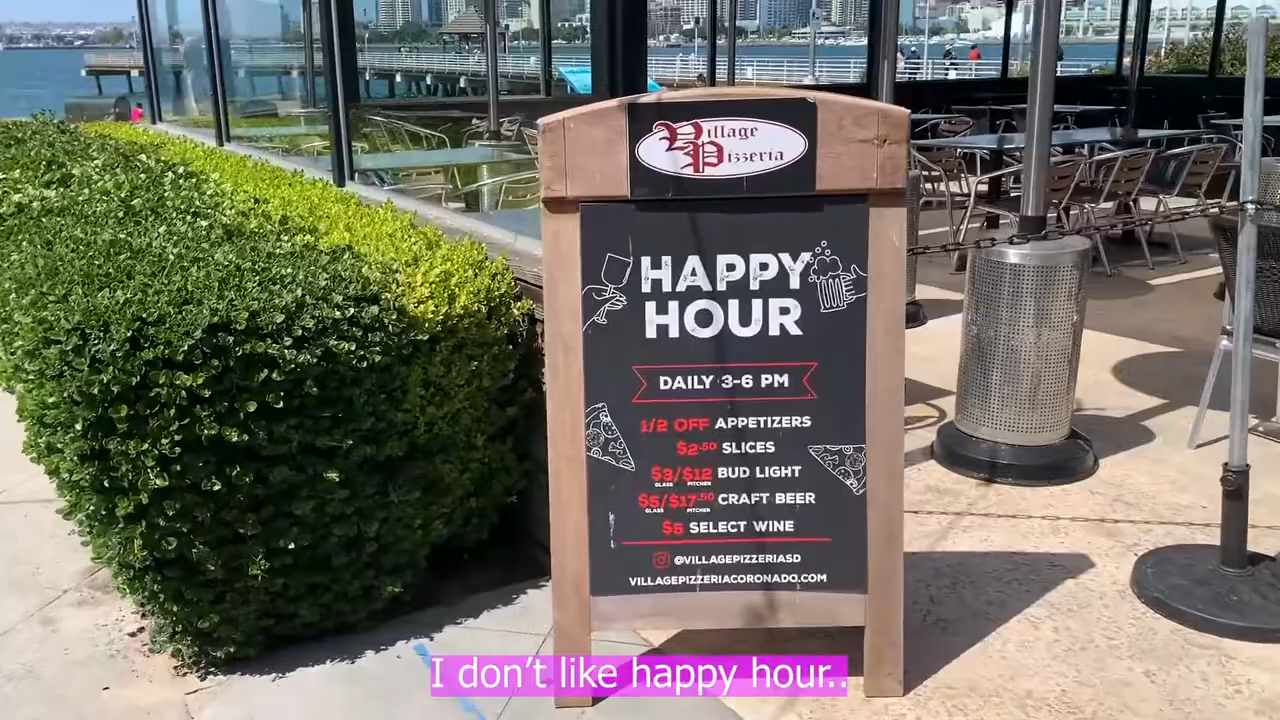 Village
Pizzeria
HAPPY
HOUR
DAILY 3-6 PM
1/2 OFF APPETIZERS
$2.50 SLICES
$3/$12 BUD LIGHT
GLASS PITCHER
$5/$17.50 CRAFT BEER
GLASS PITCHER
$5 SELECT WINE
@VILLAGEPIZZERIASD
VILLAGEPIZZERIACORONADO.COM
I don't like happy hour..